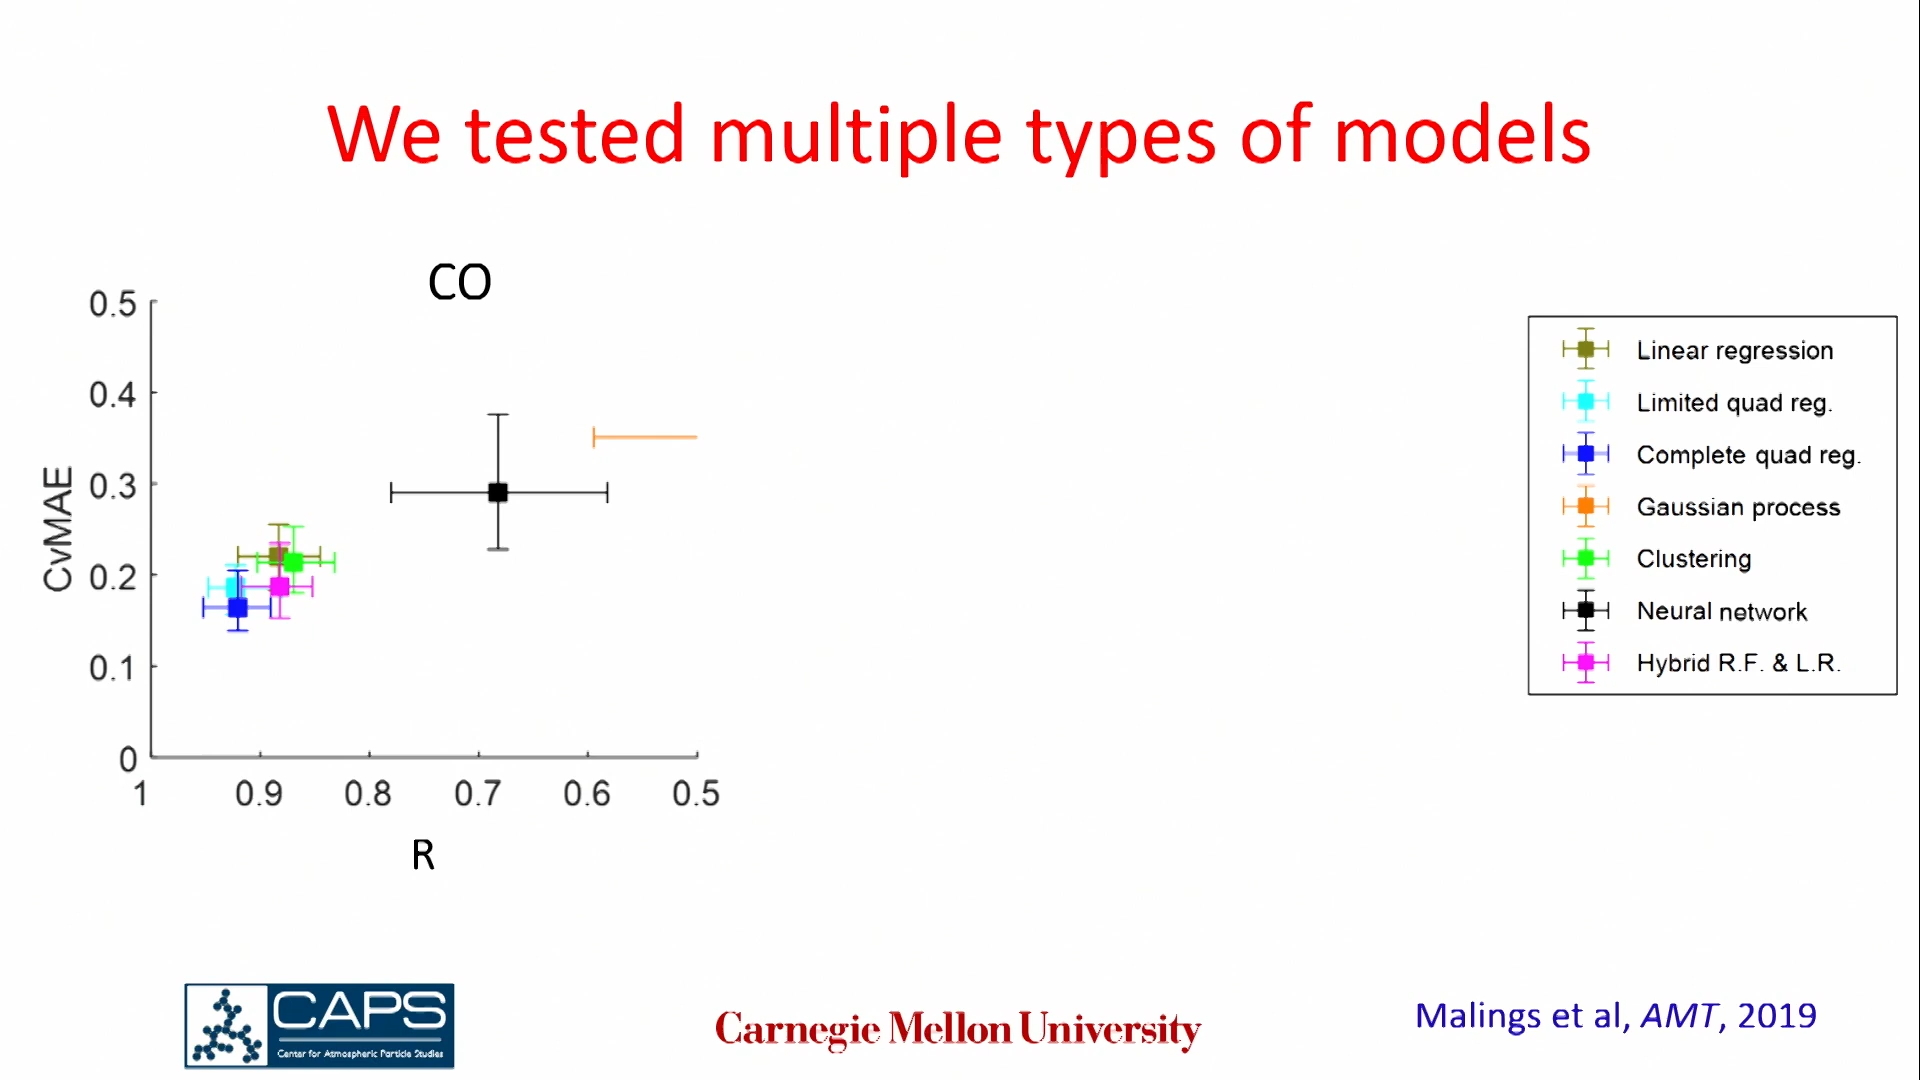 We tested multiple types of models
CO
0.5
0.4
0.3
0.2
0.1
0
CvMAE
1 0.9 0.8 0.7 0.6 0.5
R
Linear regression
Limited quad reg.
Complete quad reg.
Gaussian process
Clustering
Neural network
Hybrid R.F. & L.R.
CAPS
Center for Atmospheric Particle Studies
Carnegie Mellon University
Malings et al, AMT, 2019